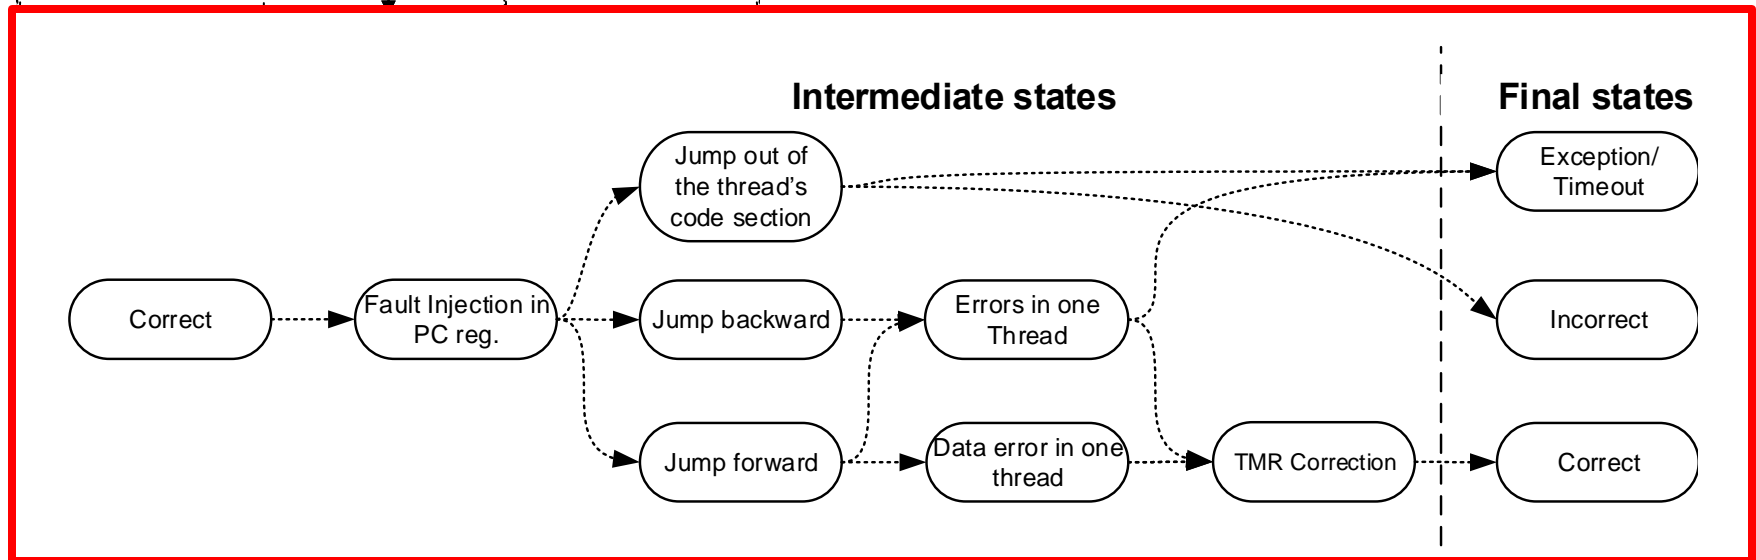 Intermediate states
Final states
Jump out of
the thread's
code section
Exception/
Timeout
Correct
Fault Injection in
PC reg.
Jump backward
Errors in one
Thread
Incorrect
Jump forward
Data error in one
thread
TMR Correction
Correct